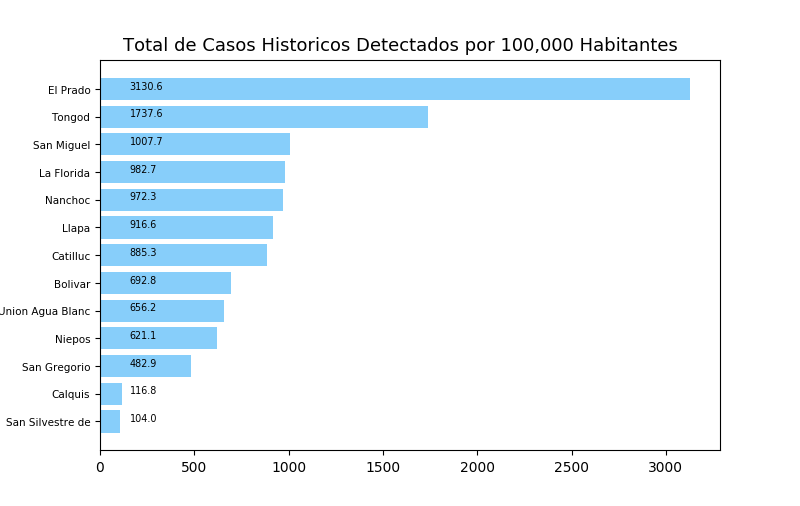 Total de Casos Historicos Detectados por 100,000 Habitantes
El Prado 3130.6
Tongod 1737.6
San Miguel 1007.7
La Florida 982.7
Nanchoc 972.3
Llapa 916.6
Catilluc 885.3
Bolivar 692.8
Union Agua Blanc 656.2
Niepos 621.1
San Gregorio 482.9
Calquis 116.8
San Silvestre de 104.0
0 500 1000 1500 2000 2500 3000